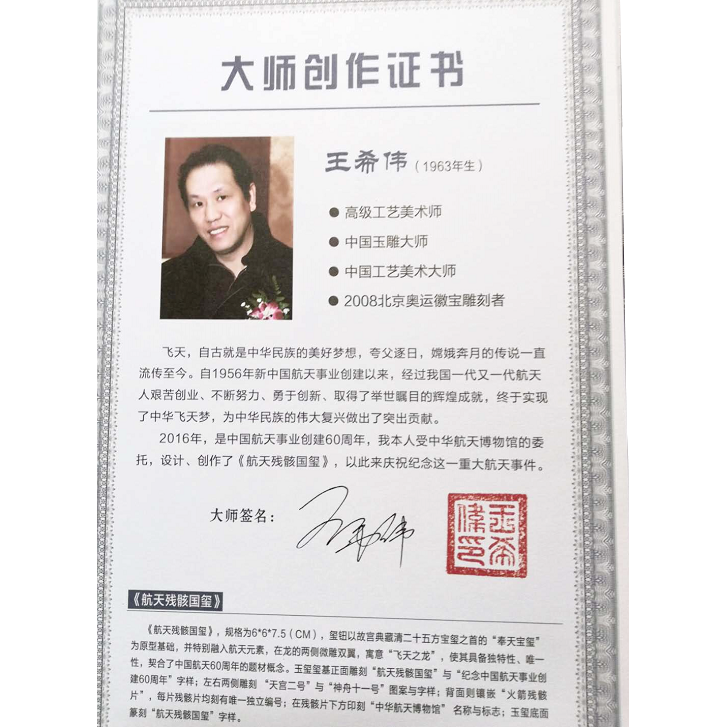 大师创作证书
王希伟（1963年生）
● 高级工艺美术师
● 中国玉雕大师
● 中国工艺美术大师
● 2008北京奥运徽宝雕刻者
飞天，自古就是中华民族的美好梦想，夸父逐日，嫦娥奔月的传说一直
流传至今。自1956年新中国航天事业创建以来，经过我国一代又一代航天
人艰苦创业、不断努力、勇于创新、取得了举世瞩目的辉煌成就，终于实现
了中华飞天梦，为中华民族的伟大复兴做出了突出贡献。
2016年，是中国航天事业创建60周年，我本人受中华航天博物馆的委
托，设计、创作了《航天残骸国玺》，以此来庆祝纪念这一重大航天事件。
大师签名：王希伟
王希偉印
《航天残骸国玺》
《航天残骸国玺》，规格为6*6*7.5（CM），玺钮以故宫典藏清二十五方宝玺之首的“奉天宝玺”
为原型基础，并特别融入航天元素，在龙的两侧微雕双翼，寓意“飞天之龙”，使其具备独特性、唯一
性，契合了中国航天60周年的题材概念。玉玺玺基正面雕刻“航天残骸国玺”与“纪念中国航天事业创
建60周年”字样；左右两侧雕刻 “天宫二号”与“神舟十一号”图案与字样；背面则镶嵌“火箭残骸
片”，每片残骸片均刻有唯一独立编号；在残骸片下方印刻“中华航天博物馆” 名称与标志；玉玺底面
篆刻“航天残骸国玺”字样。